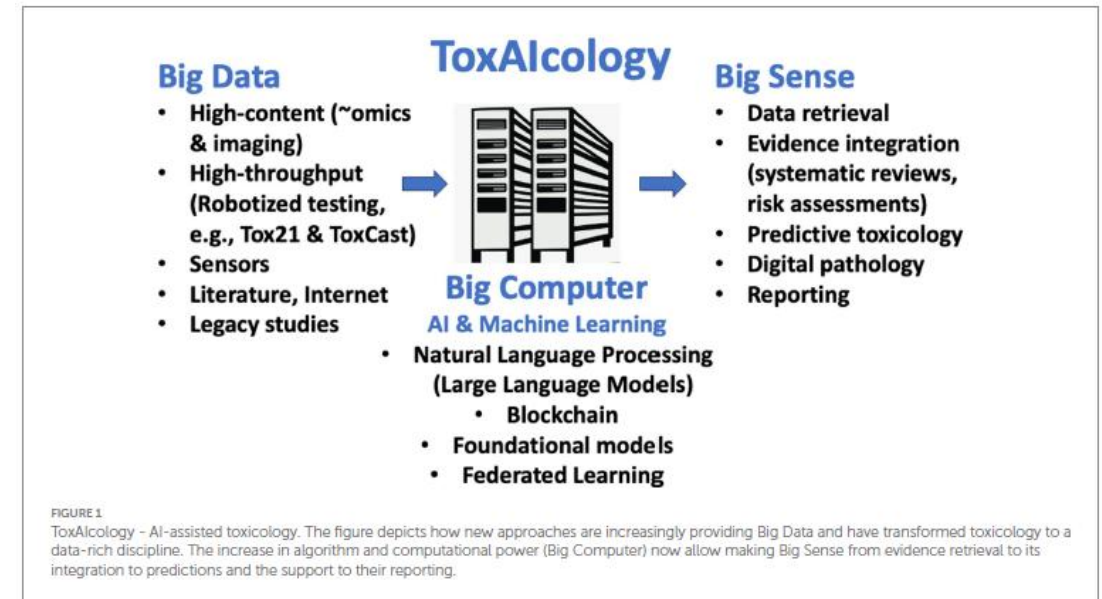 ToxAIcology
Big Data
• High-content (~omics
& imaging)
• High-throughput
(Robotized testing,
e.g., Tox21 & ToxCast)
• Sensors
• Literature, Internet
• Legacy studies
Big Computer
AI & Machine Learning
• Natural Language Processing
(Large Language Models)
• Blockchain
• Foundational models
• Federated Learning
Big Sense
• Data retrieval
• Evidence integration
(systematic reviews,
risk assessments)
• Predictive toxicology
• Digital pathology
• Reporting
FIGURE 1
ToxAIcology - AI-assisted toxicology. The figure depicts how new approaches are increasingly providing Big Data and have transformed toxicology to a
data-rich discipline. The increase in algorithm and computational power (Big Computer) now allow making Big Sense from evidence retrieval to its
integration to predictions and the support to their reporting.